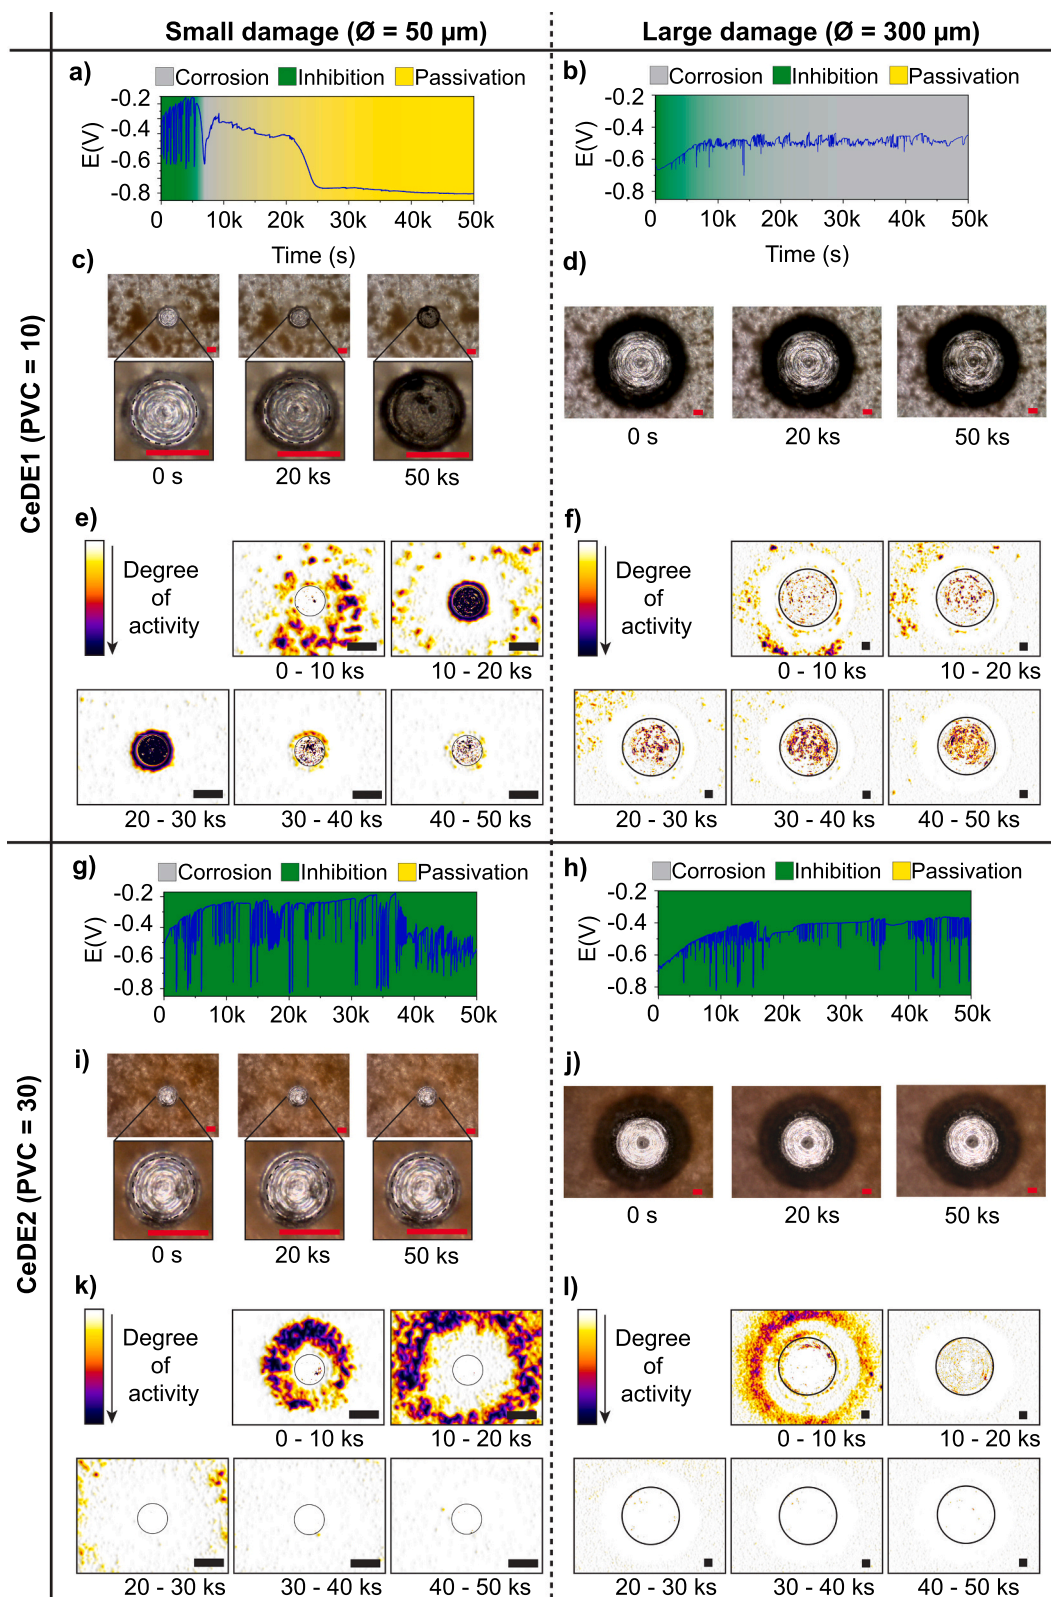 Small damage (Ø = 50 µm)
Large damage (Ø = 300 µm)
CeDE1 (PVC = 10)
a)
Corrosion Inhibition Passivation
E(V)
-0.2
-0.4
-0.6
-0.8
0 10k 20k 30k 40k 50k
Time (s)
b)
Corrosion Inhibition Passivation
E(V)
-0.2
-0.4
-0.6
-0.8
0 10k 20k 30k 40k 50k
Time (s)
c)
0 s 20 ks 50 ks
d)
0 s 20 ks 50 ks
e)
Degree
of
activity
0 - 10 ks 10 - 20 ks
20 - 30 ks 30 - 40 ks 40 - 50 ks
f)
Degree
of
activity
0 - 10 ks 10 - 20 ks
20 - 30 ks 30 - 40 ks 40 - 50 ks
CeDE2 (PVC = 30)
g)
Corrosion Inhibition Passivation
E(V)
-0.2
-0.4
-0.6
-0.8
0 10k 20k 30k 40k 50k
h)
Corrosion Inhibition Passivation
E(V)
-0.2
-0.4
-0.6
-0.8
0 10k 20k 30k 40k 50k
i)
0 s 20 ks 50 ks
j)
0 s 20 ks 50 ks
k)
Degree
of
activity
0 - 10 ks 10 - 20 ks
20 - 30 ks 30 - 40 ks 40 - 50 ks
l)
Degree
of
activity
0 - 10 ks 10 - 20 ks
20 - 30 ks 30 - 40 ks 40 - 50 ks